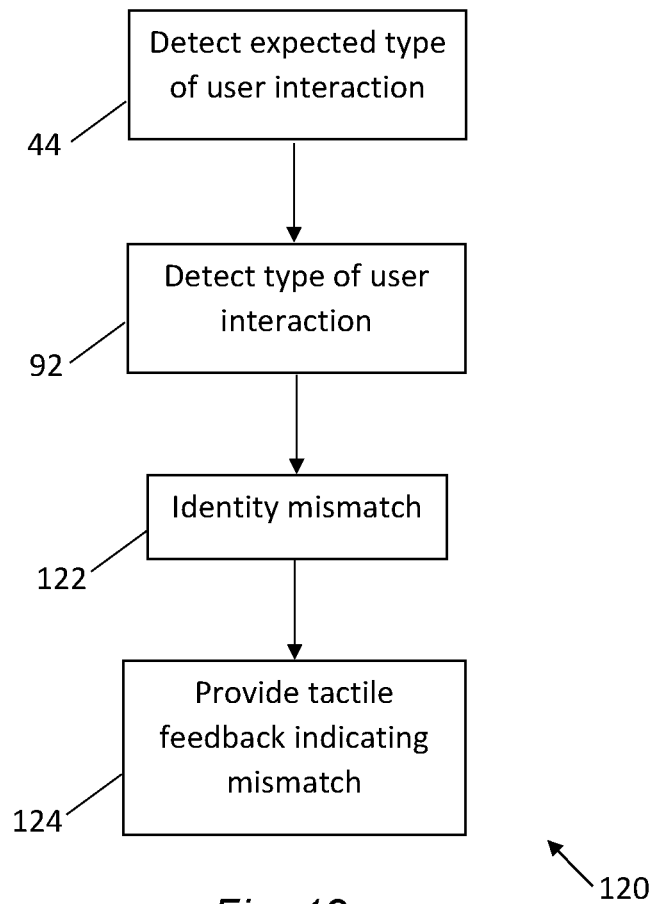 Detect expected type
of user interaction
44
Detect type of user
interaction
92
Identity mismatch
122
Provide tactile
feedback indicating
mismatch
124
120